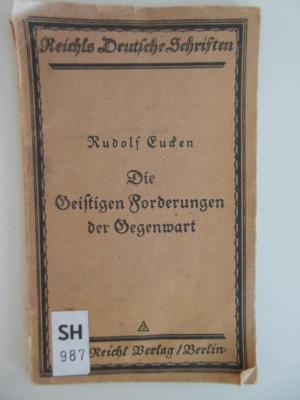 Reichls Deutsche Schriften
Rudolf Eucken
Die
Geistigen Forderungen
der Gegenwart
SH
987
Reichl Verlag/Berlin